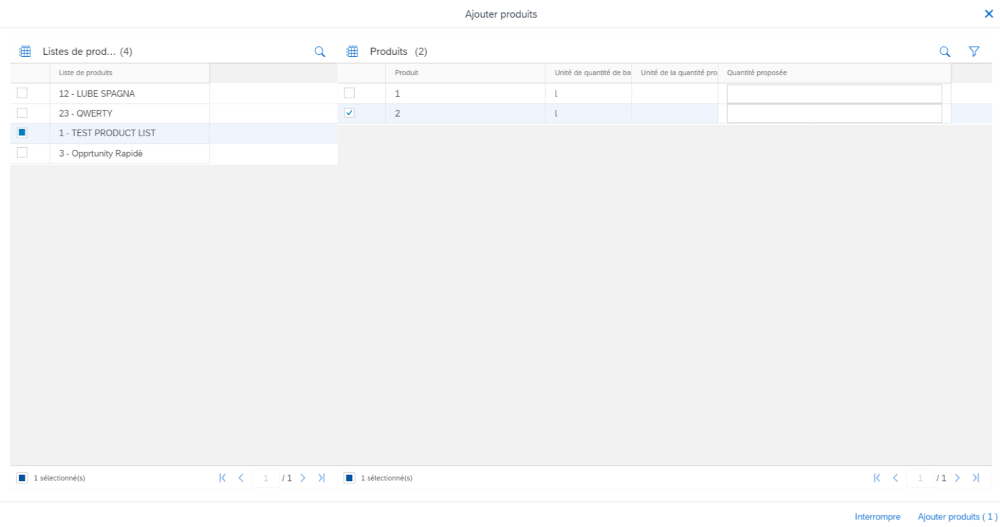 Ajouter produits
Listes de prod... (4)
Liste de produits
12 - LUBE SPAGNA
23 - QWERTY
1 - TEST PRODUCT LIST
3 - Opprtunity Rapidè
Produits (2)
Produit Unité de quantité de ba Unité de la quantité pro Quantité proposée
1 l
2 l
1 sélectionné(s) 1 / 1
1 sélectionné(s) 1 / 1
Interrompre Ajouter produits ( 1 )